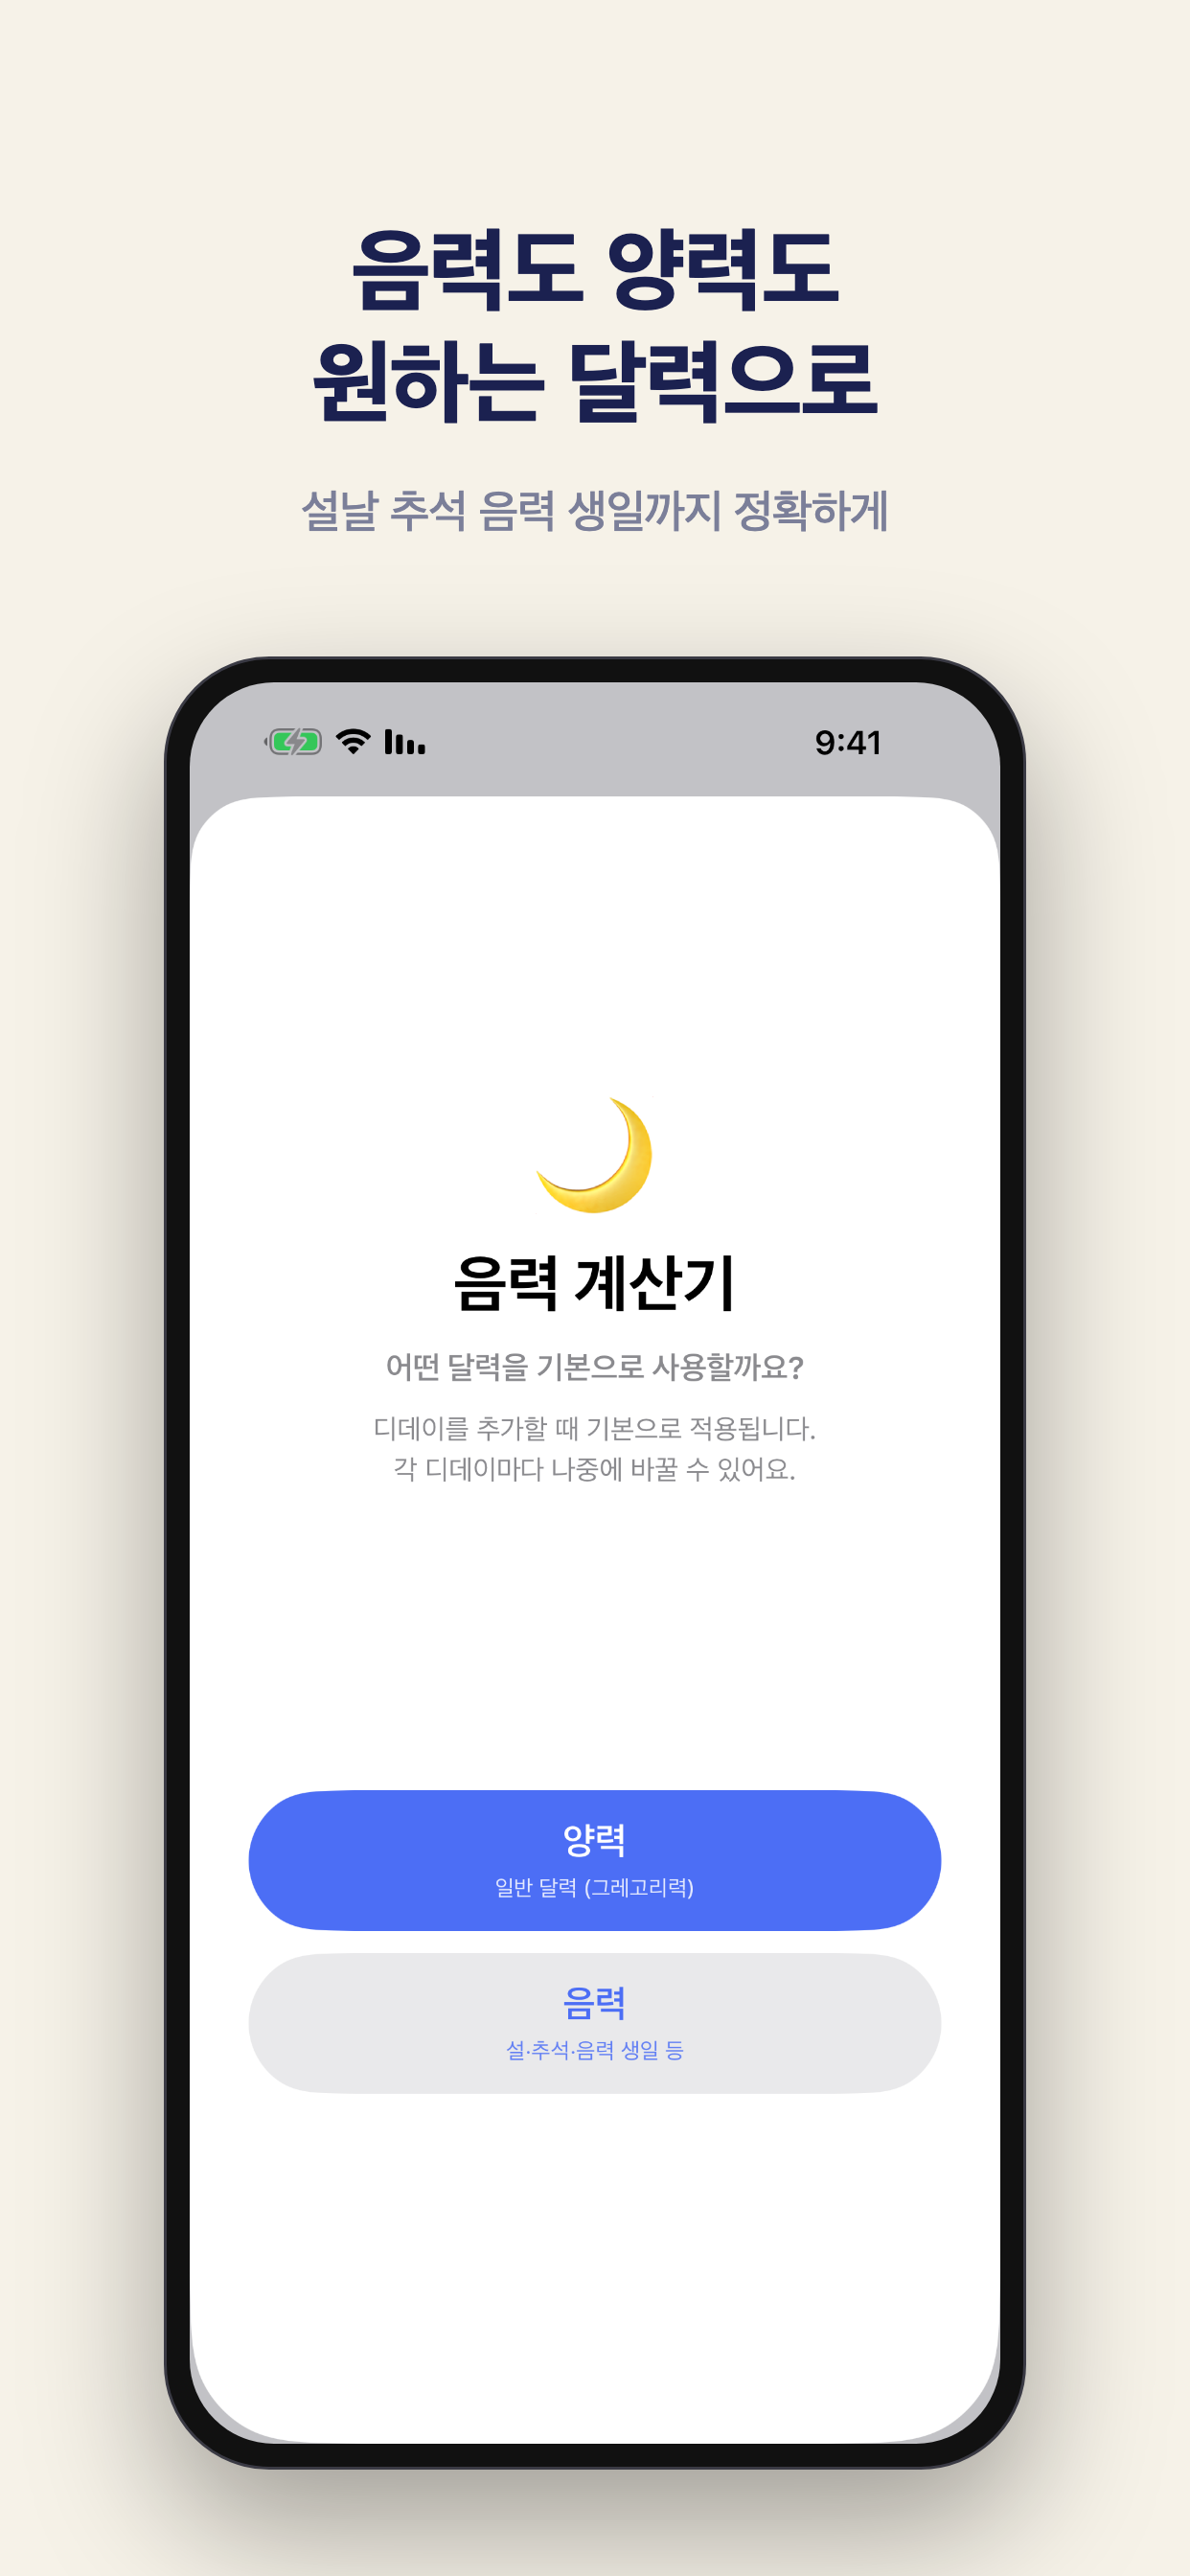 음력도 양력도
원하는 달력으로
설날 추석 음력 생일까지 정확하게
9:41
음력 계산기
어떤 달력을 기본으로 사용할까요?
디데이를 추가할 때 기본으로 적용됩니다.
각 디데이마다 나중에 바꿀 수 있어요.
양력
일반 달력 (그레고리력)
음력
설·추석·음력 생일 등